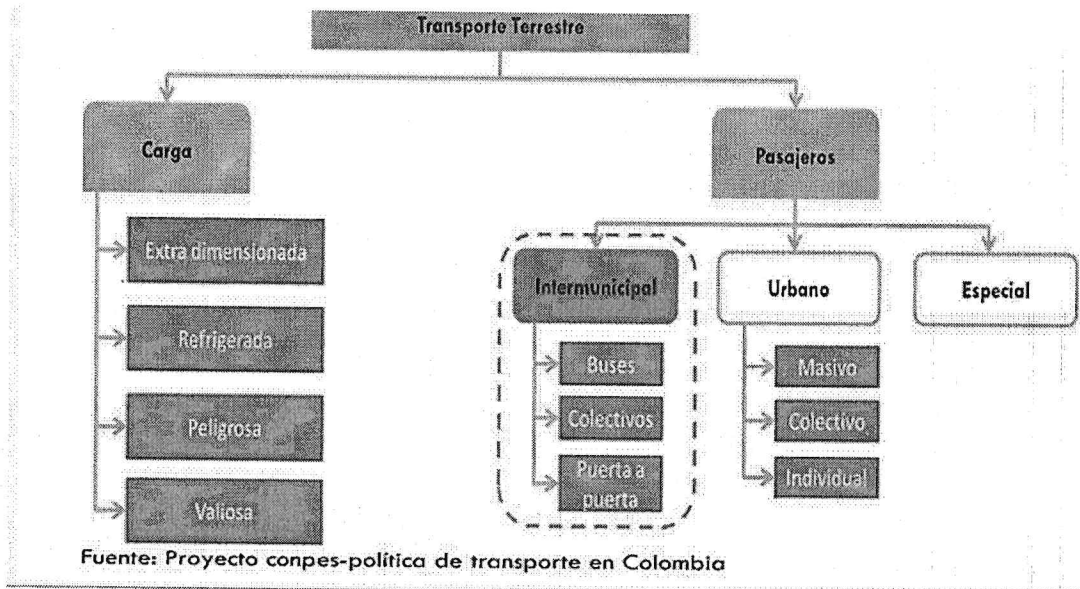 Transporte Terrestre
Carga
Pasajeros
Extra dimensionada
Refrigerada
Peligrosa
Valiosa
Intermunicipal
Buses
Colectivos
Puerta a
puerta
Urbano
Masivo
Colectivo
Individual
Especial
Fuente: Proyecto conpes-política de transporte en Colombia